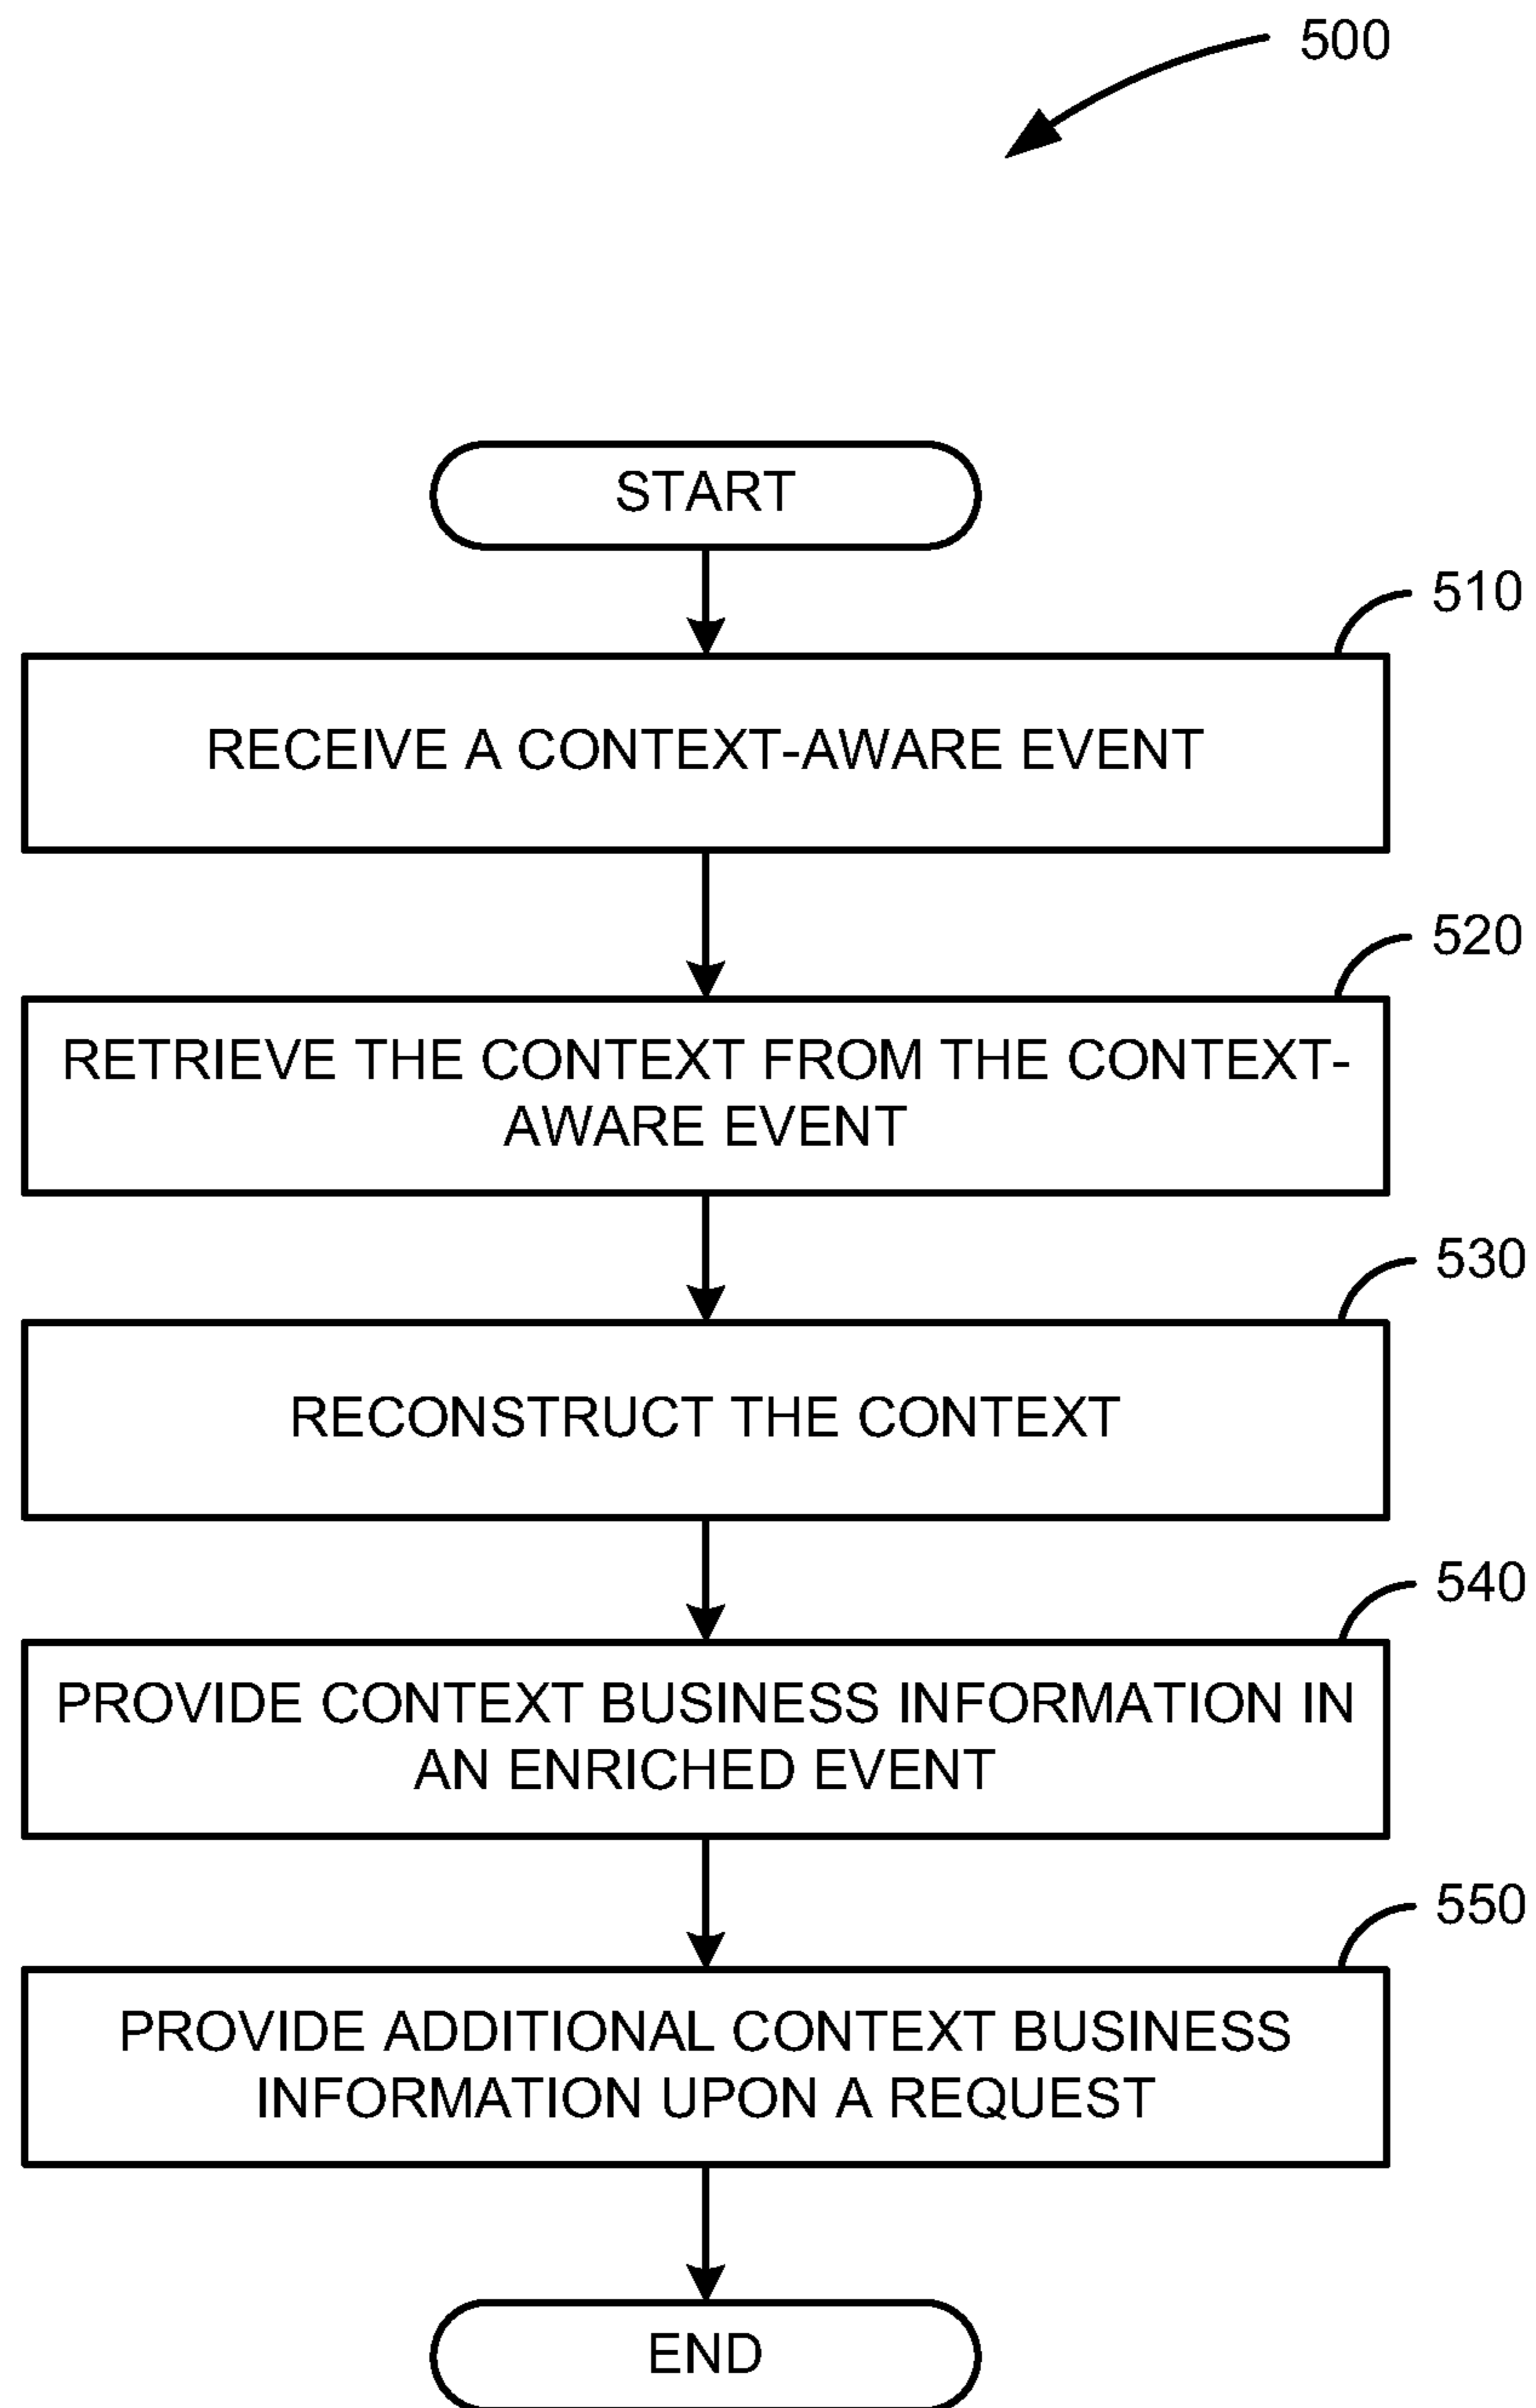 500
START
510
RECEIVE A CONTEXT-AWARE EVENT
520
RETRIEVE THE CONTEXT FROM THE CONTEXT-
AWARE EVENT
530
RECONSTRUCT THE CONTEXT
540
PROVIDE CONTEXT BUSINESS INFORMATION IN
AN ENRICHED EVENT
550
PROVIDE ADDITIONAL CONTEXT BUSINESS
INFORMATION UPON A REQUEST
END